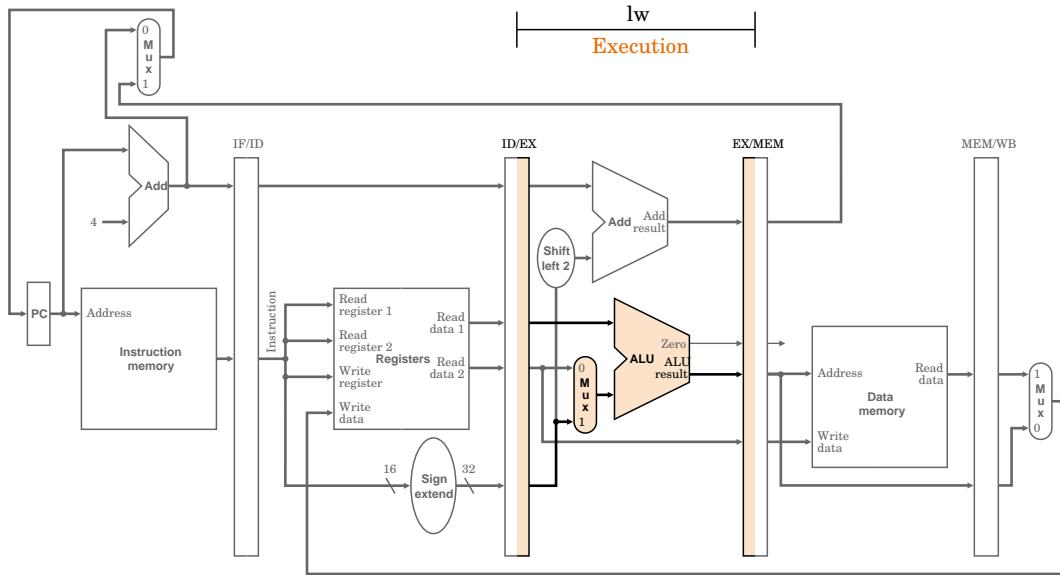 lw
Execution
0
M
u
x
1
IF/ID
ID/EX
EX/MEM
MEM/WB
Add
4
Add
Add
result
Shift
left 2
PC
Address
Instruction
memory
Instruction
Read
register 1
Read
register 2
Write
register
Write
data
Registers
Read
data 1
Read
data 2
16
Sign
extend
32
0
M
u
x
1
ALU
Zero
ALU
result
Address
Write
data
Data
memory
Read
data
1
M
u
x
0